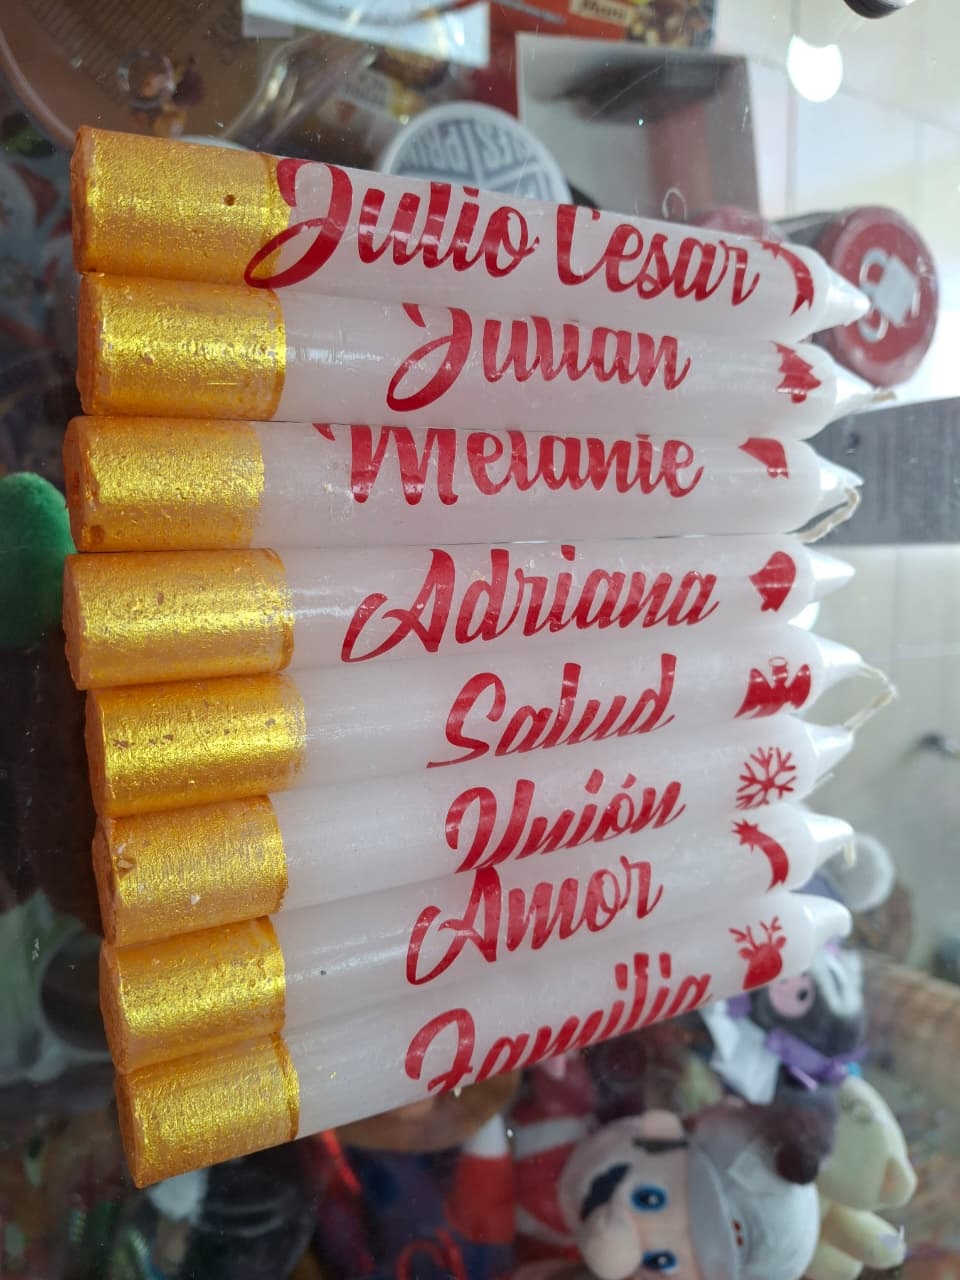 Julio Cesar
Julian
Melanie
Adriana
Salud
Unión
Amor
Familia